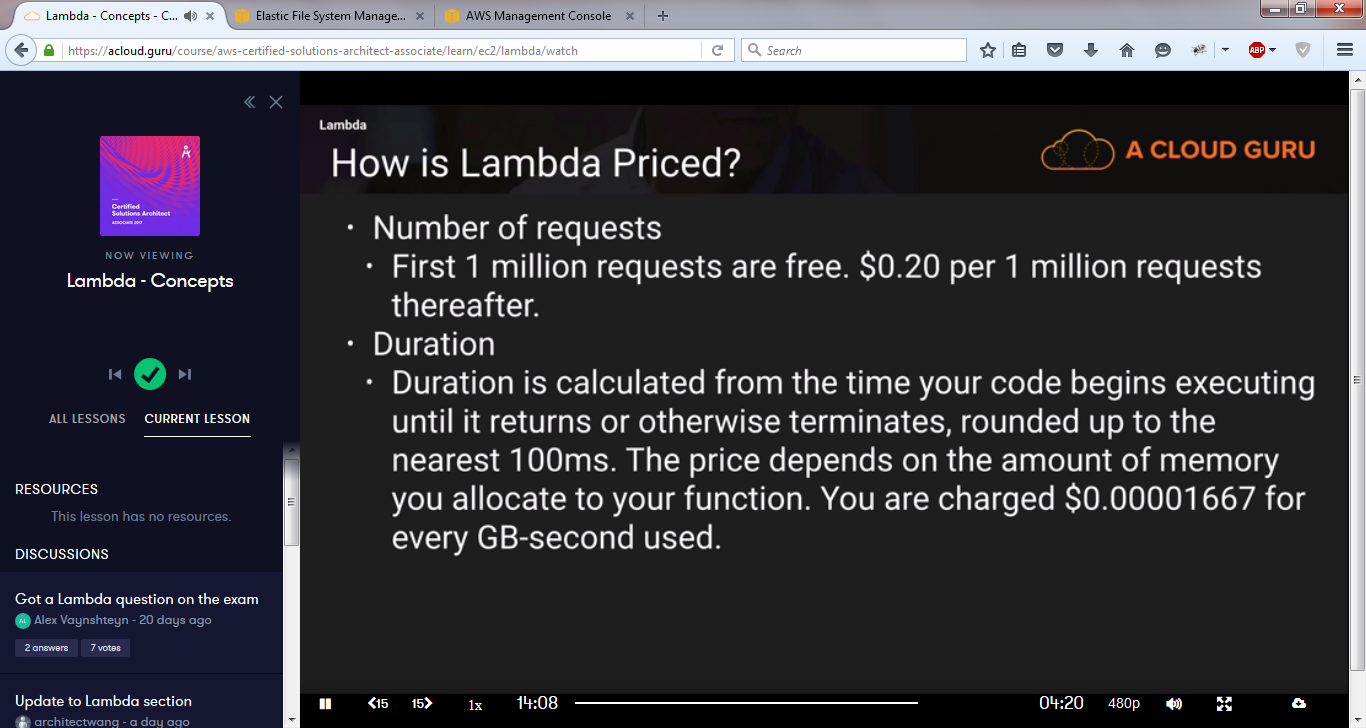 Lambda - Concepts - C...
Elastic File System Manage...
AWS Management Console
https://acloud.guru/course/aws-certified-solutions-architect-associate/learn/ec2/lambda/watch
Search
ABP
Certified
Solutions Architect
ASSOCIATE 2017
NOW VIEWING
Lambda - Concepts
ALL LESSONS
CURRENT LESSON
RESOURCES
This lesson has no resources.
DISCUSSIONS
Got a Lambda question on the exam
AL
Alex Vaynshteyn - 20 days ago
2 answers
7 votes
Update to Lambda section
architectwang - a day ago
Lambda
How is Lambda Priced?
A CLOUD GURU
• Number of requests
• First 1 million requests are free. $0.20 per 1 million requests
thereafter.
• Duration
• Duration is calculated from the time your code begins executing
until it returns or otherwise terminates, rounded up to the
nearest 100ms. The price depends on the amount of memory
you allocate to your function. You are charged $0.00001667 for
every GB-second used.
15
15
1x
14:08
04:20
480p